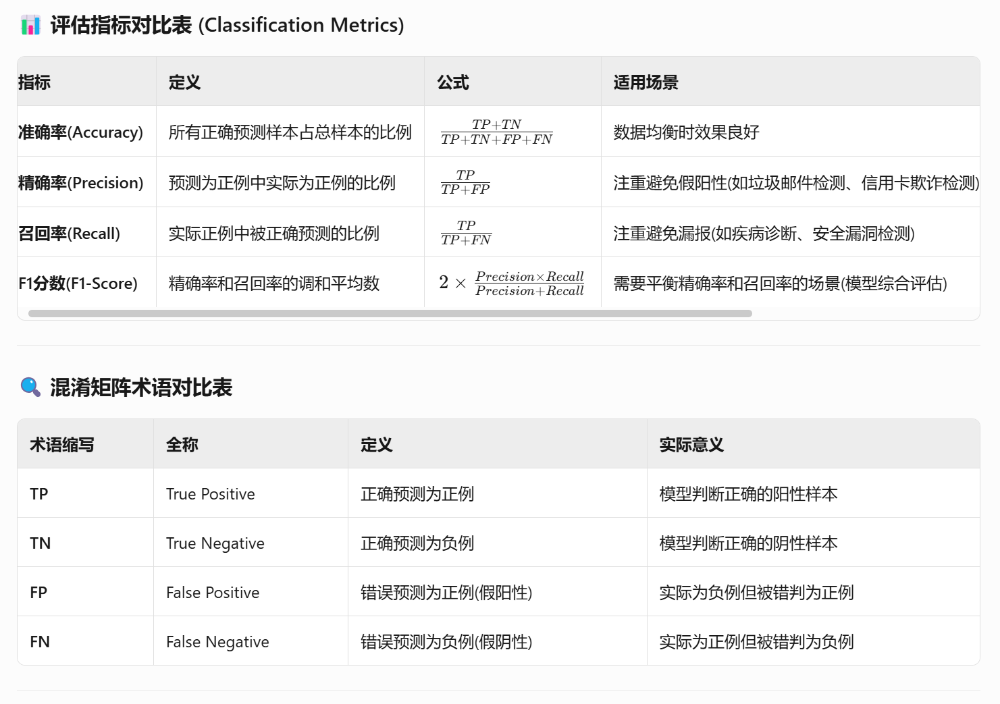 📊 评估指标对比表 (Classification Metrics)
指标 定义 公式 适用场景
准确率(Accuracy) 所有正确预测样本占总样本的比例 \frac{TP+TN}{TP+TN+FP+FN} 数据均衡时效果良好
精确率(Precision) 预测为正例中实际为正例的比例 \frac{TP}{TP+FP} 注重避免假阳性(如垃圾邮件检测、信用卡欺诈检测)
召回率(Recall) 实际正例中被正确预测的比例 \frac{TP}{TP+FN} 注重避免漏报(如疾病诊断、安全漏洞检测)
F1分数(F1-Score) 精确率和召回率的调和平均数 2 × \frac{Precision×Recall}{Precision+Recall} 需要平衡精确率和召回率的场景(模型综合评估)
🔍 混淆矩阵术语对比表
术语缩写 全称 定义 实际意义
TP True Positive 正确预测为正例 模型判断正确的阳性样本
TN True Negative 正确预测为负例 模型判断正确的阴性样本
FP False Positive 错误预测为正例(假阳性) 实际为负例但被错判为正例
FN False Negative 错误预测为负例(假阴性) 实际为正例但被错判为负例